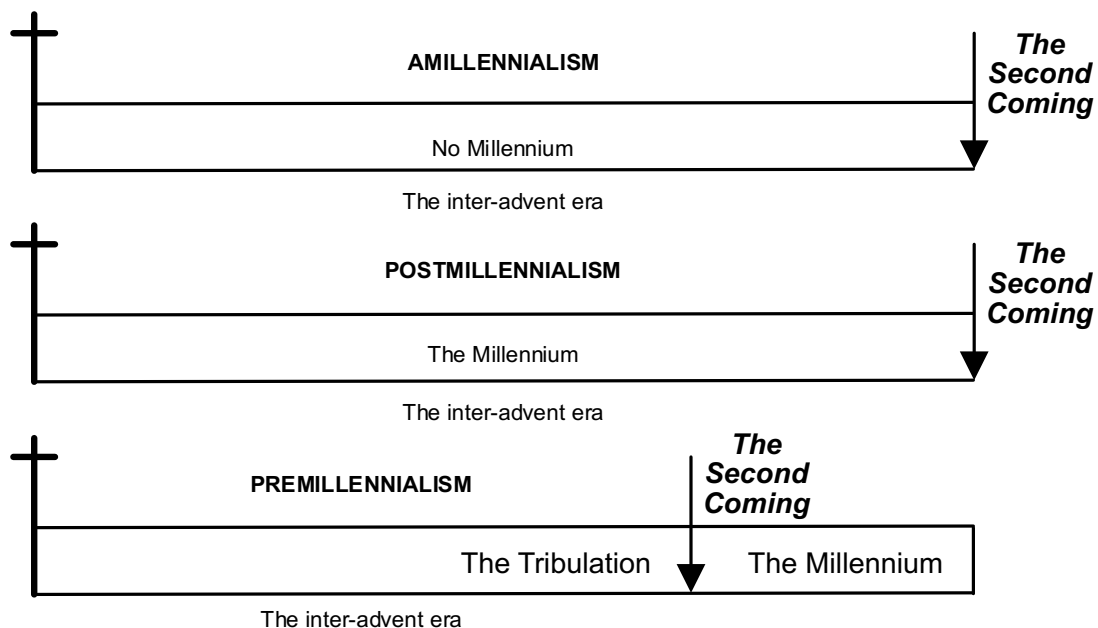 AMILLENNIALISM
The
Second
Coming
No Millennium
The inter-advent era
POSTMILLENNIALISM
The
Second
Coming
The Millennium
The inter-advent era
PREMILLENNIALISM
The
Second
Coming
The Tribulation
The Millennium
The inter-advent era